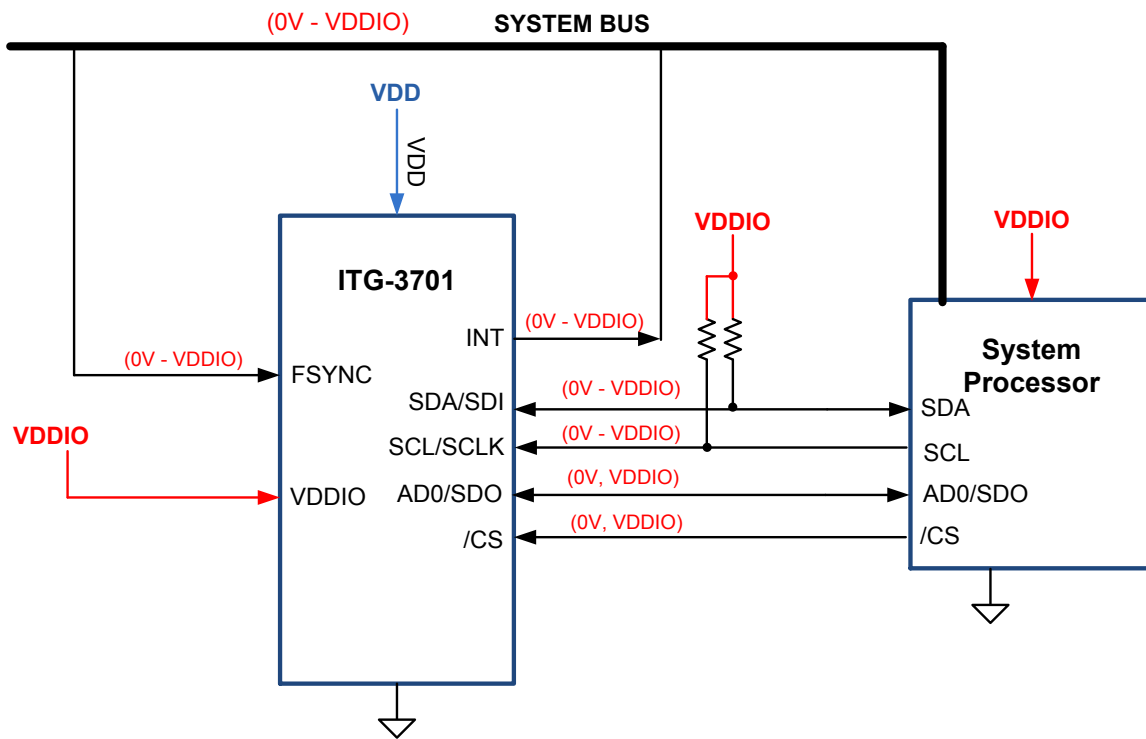 (0V - VDDIO)
SYSTEM BUS
VDD
VDD
VDDIO
VDDIO
ITG-3701
INT
(0V - VDDIO)
System
Processor
(0V - VDDIO)
FSYNC
SDA/SDI
(0V - VDDIO)
SDA
VDDIO
SCL/SCLK
(0V - VDDIO)
SCL
VDDIO
AD0/SDO
(0V, VDDIO)
AD0/SDO
/CS
(0V, VDDIO)
/CS